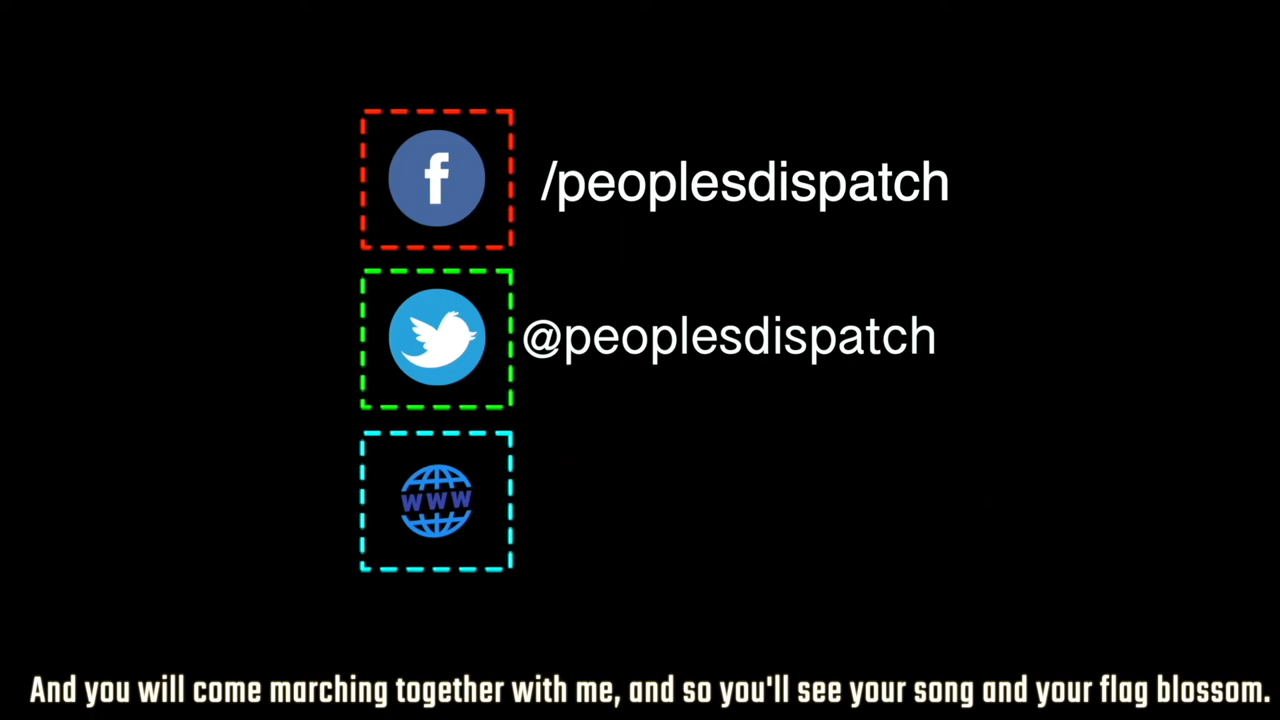 f
/peoplesdispatch
@peoplesdispatch
WWW
And you will come marching together with me, and so you'll see your song and your flag blossom.